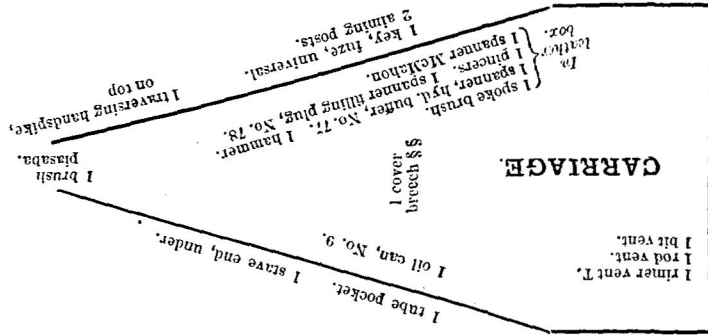 1 rimer vent T.
1 rod vent.
1 bit vent.
1 tube pocket.
1 stave end, under.
1 oil can, No. 9.
CARRIAGE.
1 cover
breech §§
1 brush
piasaba.
1 hammer.
1 spanner filling plug, No. 78.
1 spanner McMahon.
1 pincers.
1 spanner, buffer, hyd. No. 77.
1 spoke brush.
In
leather
box.
1 traversing handspike,
on top
1 key, fuze, universal.
2 aiming posts.